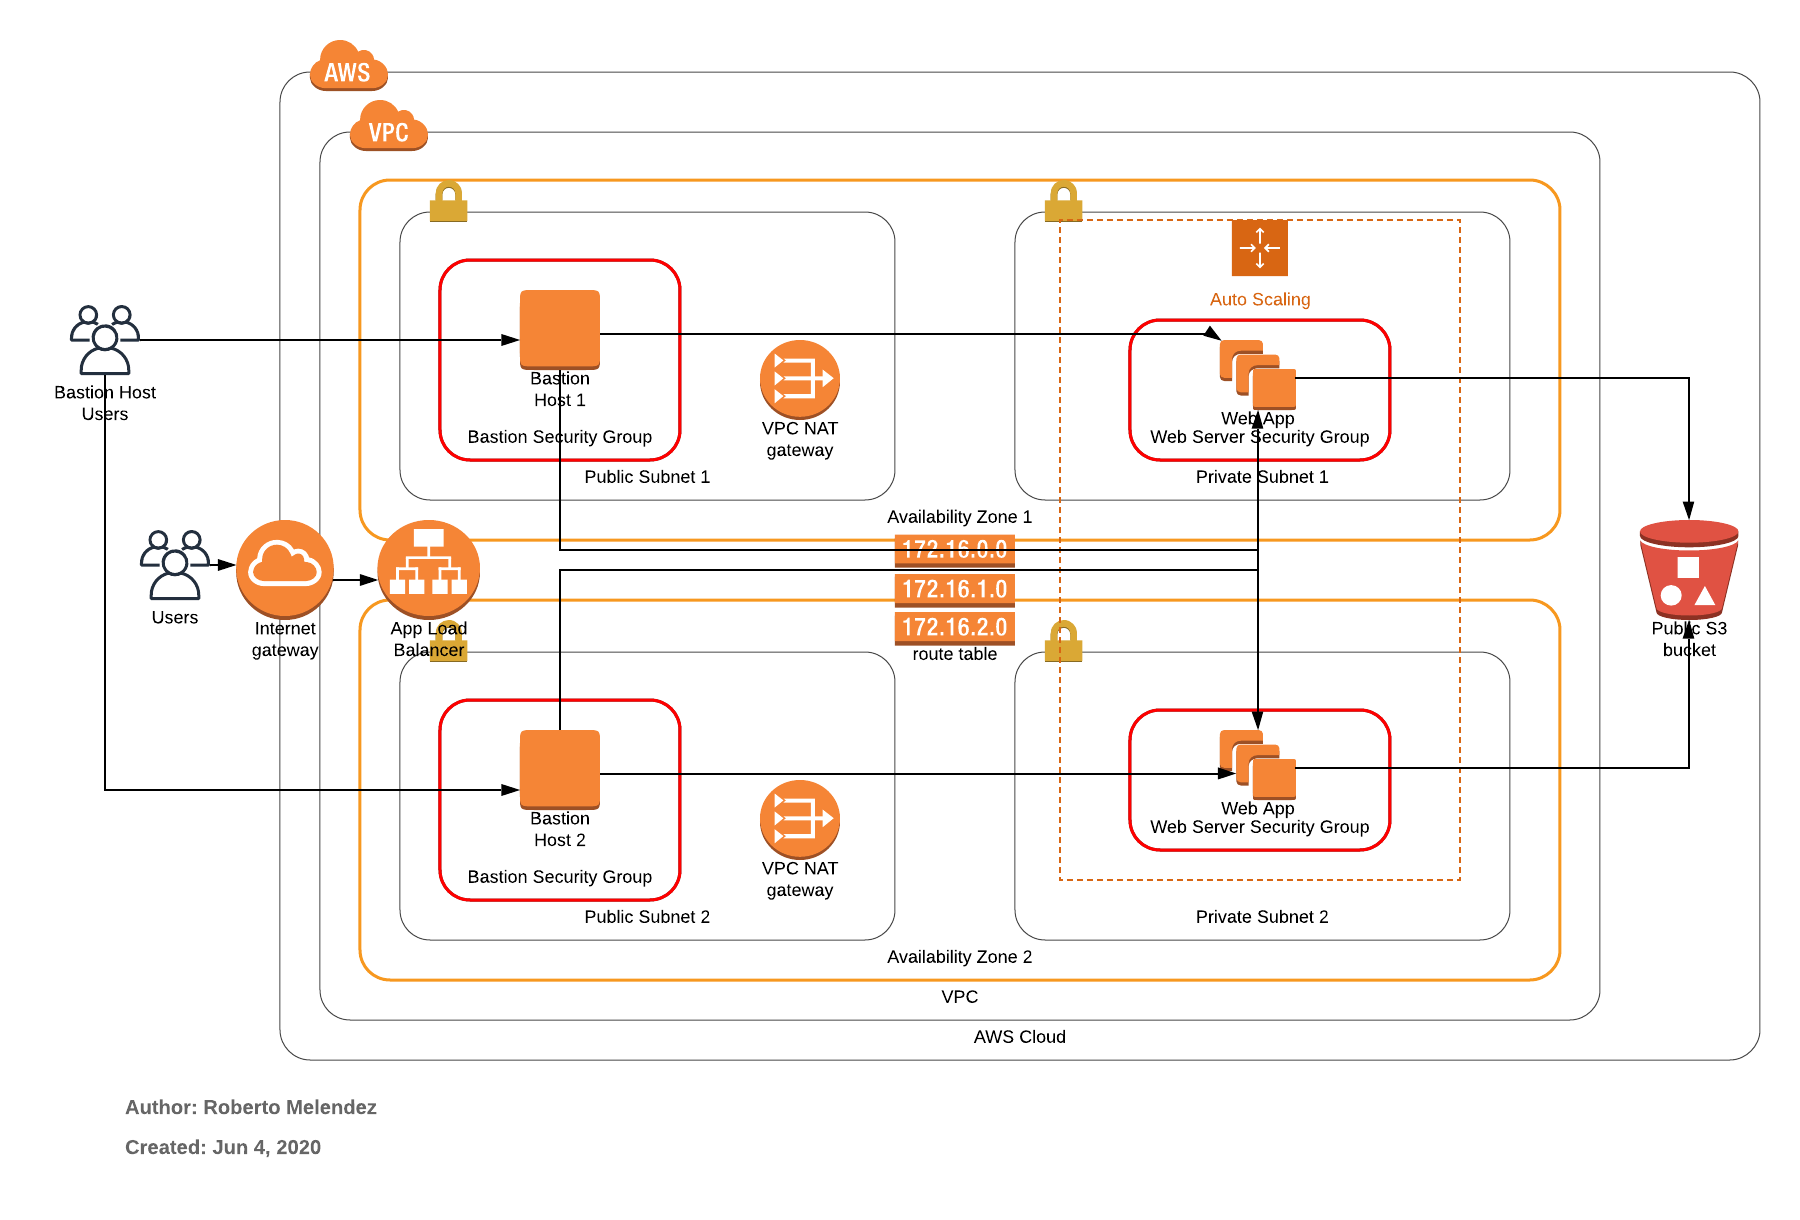 AWS
VPC
Auto Scaling
Bastion Host
Users
Bastion
Host 1
Bastion Security Group
VPC NAT
gateway
Public Subnet 1
Web App
Web Server Security Group
Private Subnet 1
Availability Zone 1
172.16.0.0
172.16.1.0
172.16.2.0
route table
Users
Internet
gateway
App Load
Balancer
Public S3
bucket
Bastion
Host 2
Bastion Security Group
VPC NAT
gateway
Public Subnet 2
Web App
Web Server Security Group
Private Subnet 2
Availability Zone 2
VPC
AWS Cloud
Author: Roberto Melendez
Created: Jun 4, 2020